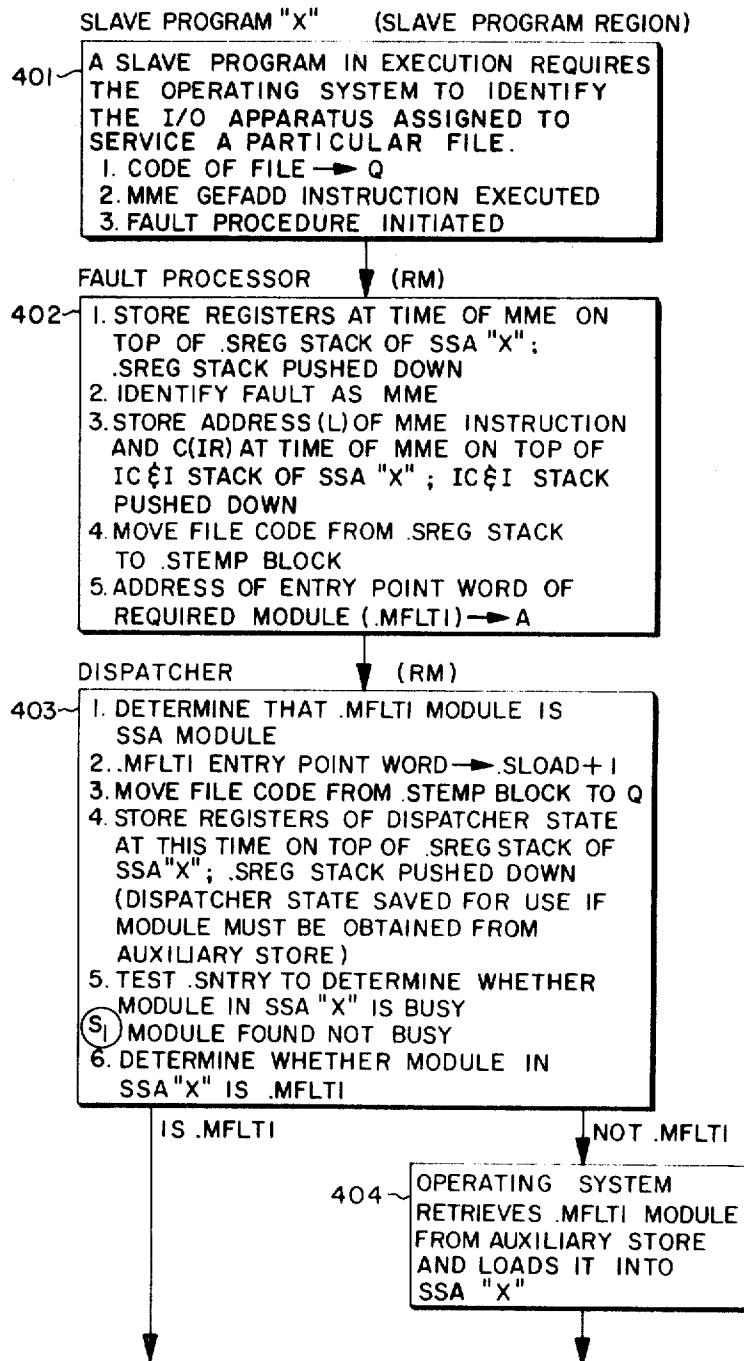 SLAVE PROGRAM "X" (SLAVE PROGRAM REGION)
401
A SLAVE PROGRAM IN EXECUTION REQUIRES
THE OPERATING SYSTEM TO IDENTIFY
THE I/O APPARATUS ASSIGNED TO
SERVICE A PARTICULAR FILE.
1. CODE OF FILE → Q
2. MME GEFADD INSTRUCTION EXECUTED
3. FAULT PROCEDURE INITIATED
FAULT PROCESSOR (RM)
402
1. STORE REGISTERS AT TIME OF MME ON
TOP OF .SREG STACK OF SSA "X";
.SREG STACK PUSHED DOWN
2. IDENTIFY FAULT AS MME
3. STORE ADDRESS (L) OF MME INSTRUCTION
AND C(IR) AT TIME OF MME ON TOP OF
IC&I STACK OF SSA "X"; IC&I STACK
PUSHED DOWN
4. MOVE FILE CODE FROM .SREG STACK
TO .STEMP BLOCK
5. ADDRESS OF ENTRY POINT WORD OF
REQUIRED MODULE (.MFLTI) → A
DISPATCHER (RM)
403
1. DETERMINE THAT .MFLTI MODULE IS
SSA MODULE
2. .MFLTI ENTRY POINT WORD → .SLOAD+1
3. MOVE FILE CODE FROM .STEMP BLOCK TO Q
4. STORE REGISTERS OF DISPATCHER STATE
AT THIS TIME ON TOP OF .SREG STACK OF
SSA "X"; .SREG STACK PUSHED DOWN
(DISPATCHER STATE SAVED FOR USE IF
MODULE MUST BE OBTAINED FROM
AUXILIARY STORE)
5. TEST .SNTRY TO DETERMINE WHETHER
MODULE IN SSA "X" IS BUSY
S1 MODULE FOUND NOT BUSY
6. DETERMINE WHETHER MODULE IN
SSA "X" IS .MFLTI
IS .MFLTI
NOT .MFLTI
404
OPERATING SYSTEM
RETRIEVES .MFLTI MODULE
FROM AUXILIARY STORE
AND LOADS IT INTO
SSA "X"